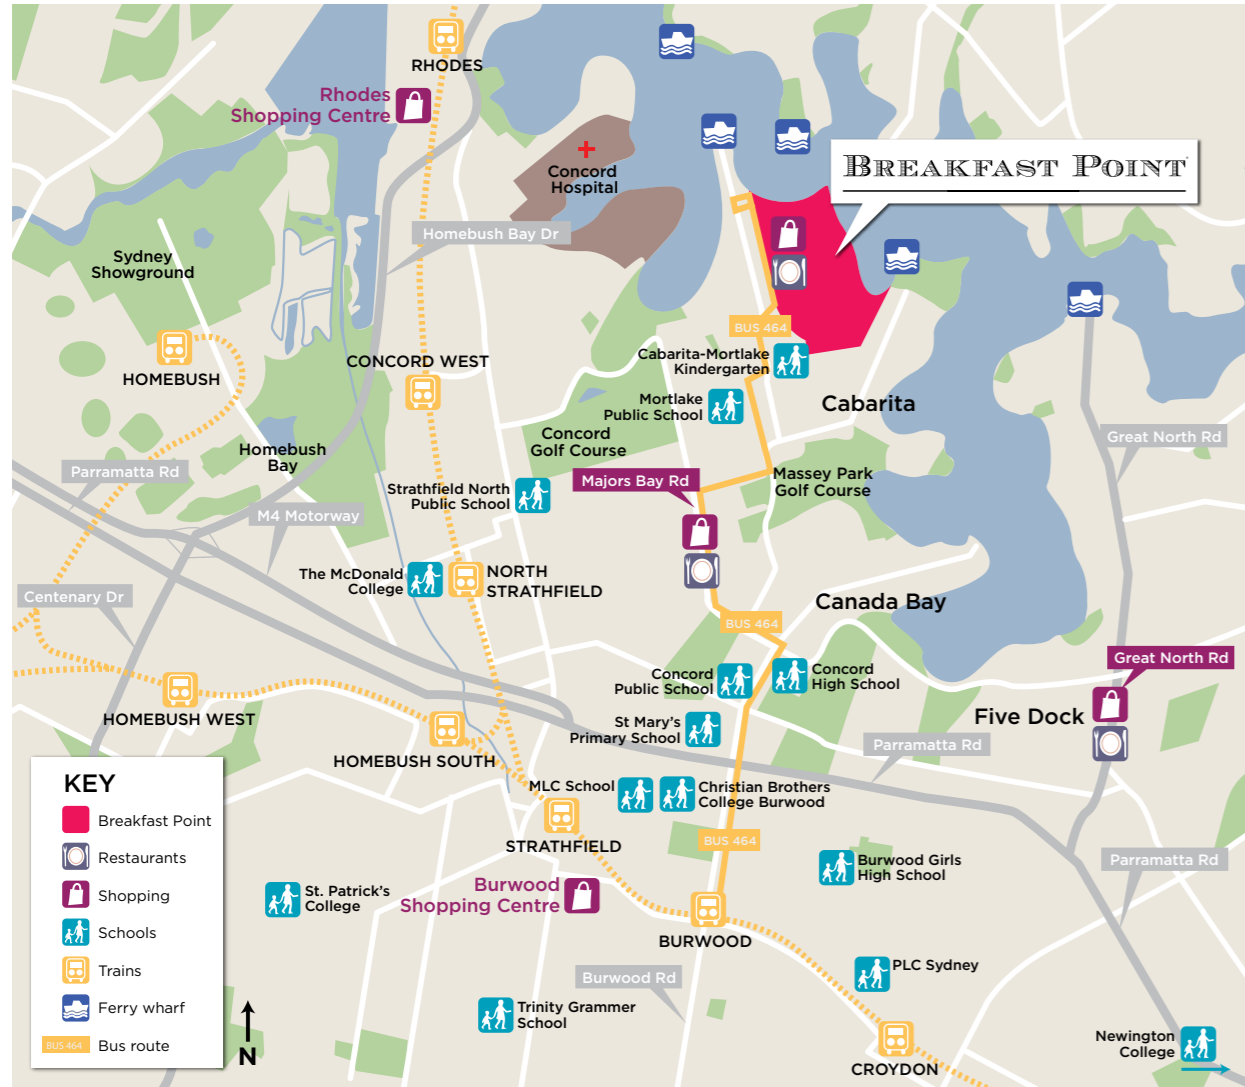 RHODES
Rhodes
Shopping Centre
Concord
Hospital
BREAKFAST POINT
Homebush Bay Dr
Sydney
Showground
BUS 464
HOMEBUSH
CONCORD WEST
Cabarita-Mortlake
Kindergarten
Mortlake
Public School
Cabarita
Great North Rd
Concord
Golf Course
Homebush
Bay
Parramatta Rd
Majors Bay Rd
Massey Park
Golf Course
Strathfield North
Public School
M4 Motorway
The McDonald
College
NORTH
STRATHFIELD
Centenary Dr
Canada Bay
BUS 464
Great North Rd
Concord
Public School
Concord
High School
HOMEBUSH WEST
Five Dock
St Mary's
Primary School
Parramatta Rd
HOMEBUSH SOUTH
MLC School
Christian Brothers
College Burwood
STRATHFIELD
BUS 464
Burwood Girls
High School
Parramatta Rd
St. Patrick's
College
Burwood
Shopping Centre
BURWOOD
PLC Sydney
Burwood Rd
Trinity Grammer
School
Newington
College
CROYDON
KEY
Breakfast Point
Restaurants
Shopping
Schools
Trains
Ferry wharf
BUS 464
Bus route
N